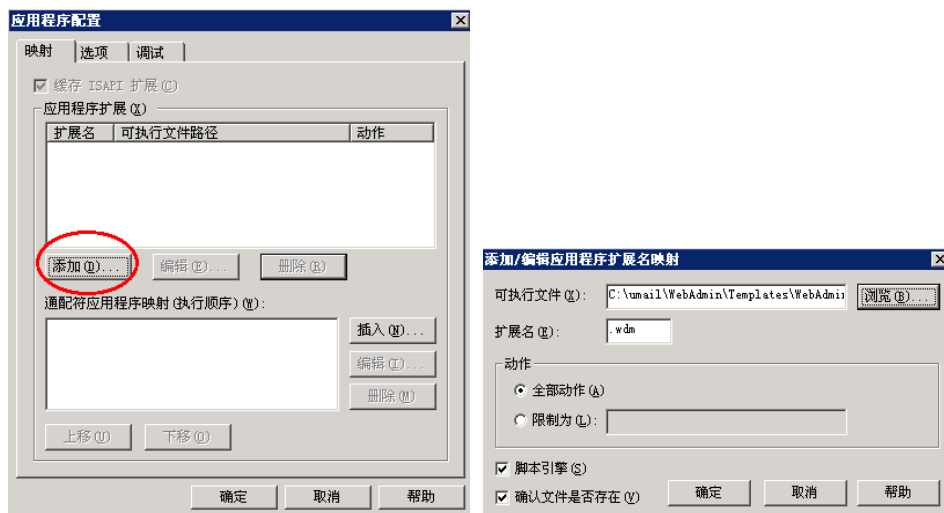 应用程序配置
映射 选项 调试
缓存 ISAPI 扩展(C)
应用程序扩展(X)
扩展名 可执行文件路径 动作
添加(D)... 编辑(E)... 删除(R)
通配符应用程序映射(执行顺序)(W):
插入(N)...
编辑(I)...
删除(M)
上移(U) 下移(O)
确定 取消 帮助
添加/编辑应用程序扩展名映射
可执行文件(X): C:\umail\WebAdmin\Templates\WebAdmin 浏览(B)...
扩展名(E): .wdm
动作
全部动作(A)
限制为(L):
脚本引擎(S)
确认文件是否存在(V) 确定 取消 帮助